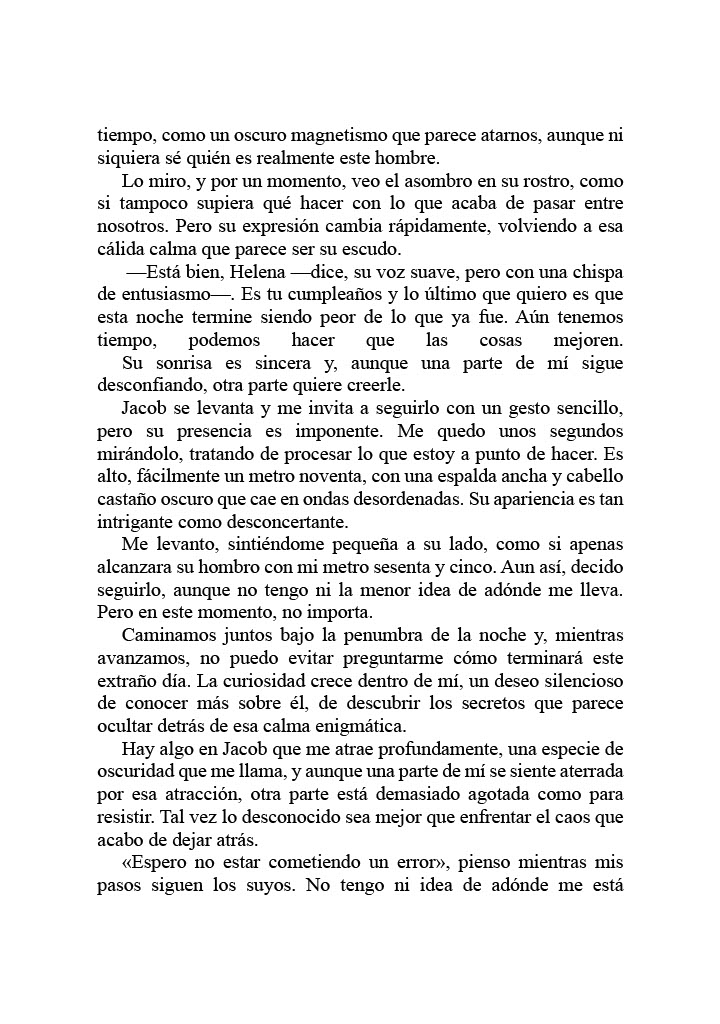 tiempo, como un oscuro magnetismo que parece atarnos, aunque ni
siquiera sé quién es realmente este hombre.
Lo miro, y por un momento, veo el asombro en su rostro, como
si tampoco supiera qué hacer con lo que acaba de pasar entre
nosotros. Pero su expresión cambia rápidamente, volviendo a esa
cálida calma que parece ser su escudo.
—Está bien, Helena —dice, su voz suave, pero con una chispa
de entusiasmo—. Es tu cumpleaños y lo último que quiero es que
esta noche termine siendo peor de lo que ya fue. Aún tenemos
tiempo, podemos hacer que las cosas mejoren.
Su sonrisa es sincera y, aunque una parte de mí sigue
desconfiando, otra parte quiere creerle.
Jacob se levanta y me invita a seguirlo con un gesto sencillo,
pero su presencia es imponente. Me quedo unos segundos
mirándolo, tratando de procesar lo que estoy a punto de hacer. Es
alto, fácilmente un metro noventa, con una espalda ancha y cabello
castaño oscuro que cae en ondas desordenadas. Su apariencia es tan
intrigante como desconcertante.
Me levanto, sintiéndome pequeña a su lado, como si apenas
alcanzara su hombro con mi metro sesenta y cinco. Aun así, decido
seguirlo, aunque no tengo ni la menor idea de adónde me lleva.
Pero en este momento, no importa.
Caminamos juntos bajo la penumbra de la noche y, mientras
avanzamos, no puedo evitar preguntarme cómo terminará este
extraño día. La curiosidad crece dentro de mí, un deseo silencioso
de conocer más sobre él, de descubrir los secretos que parece
ocultar detrás de esa calma enigmática.
Hay algo en Jacob que me atrae profundamente, una especie de
oscuridad que me llama, y aunque una parte de mí se siente aterrada
por esa atracción, otra parte está demasiado agotada como para
resistir. Tal vez lo desconocido sea mejor que enfrentar el caos que
acabo de dejar atrás.
«Espero no estar cometiendo un error», pienso mientras mis
pasos siguen los suyos. No tengo ni idea de adónde me está